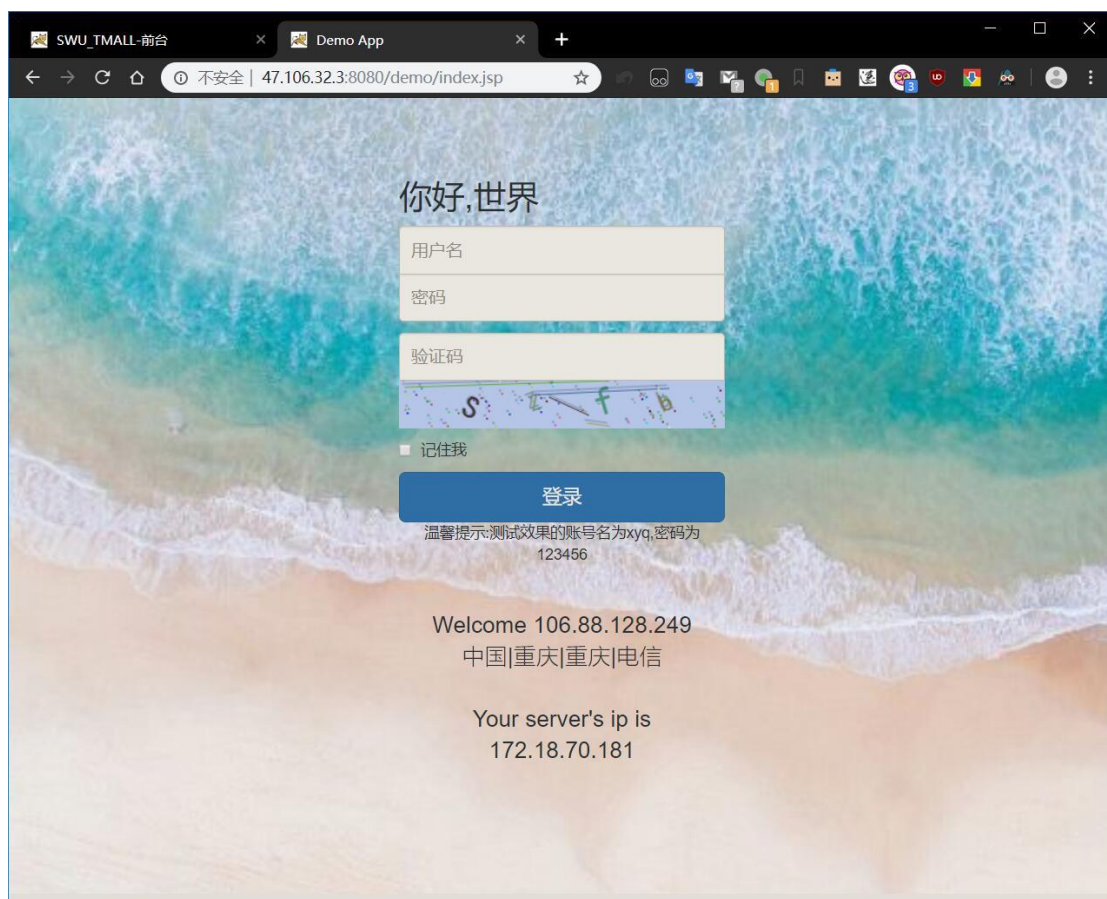 SWU_TMALL-前台
Demo App
不安全 | 47.106.32.3:8080/demo/index.jsp
你好,世界
用户名
密码
验证码
记住我
登录
温馨提示:测试效果的账号名为xyq,密码为
123456
Welcome 106.88.128.249
中国|重庆|重庆|电信
Your server's ip is
172.18.70.181